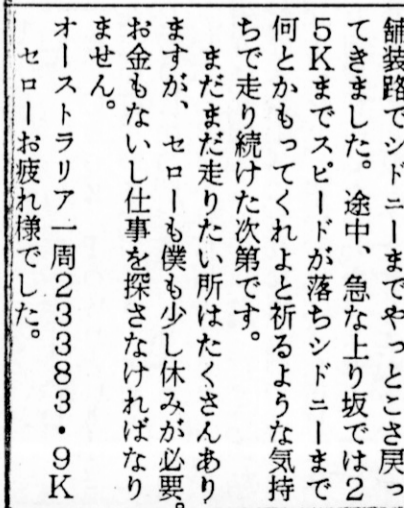 舗装路でシドニーまでやっとこさ戻っ
てきました。途中、急な上り坂では2
5Kまでスピードが落ちシドニーまで
何とかもってくれよと祈るような気持
ちで走り続けた次第です。
まだまだ走りたい所はたくさんあり
ますが、セローも僕も少し休みが必要。
お金もないし仕事を探さなければなり
ません。
オーストラリア一周23383・9K
セローお疲れ様でした。